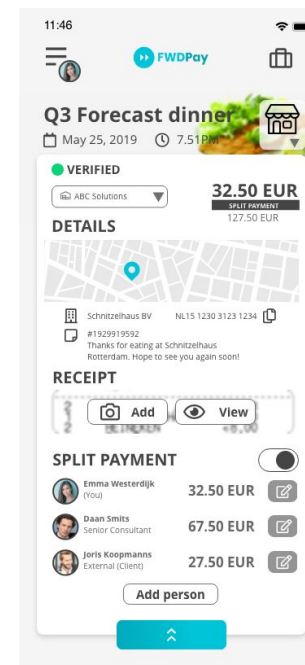 11:46
FWDPay
Q3 Forecast dinner
May 25, 2019 7.51PM
VERIFIED
ABC Solutions
32.50 EUR
SPLIT PAYMENT
127.50 EUR
DETAILS
Schnitzelhaus BV NL15 1230 3123 1234
#1929919592
Thanks for eating at Schnitzelhaus
Rotterdam. Hope to see you again soon!
RECEIPT
Add View
2 HEINEKEN
SPLIT PAYMENT
Emma Westerdijk
(You)
32.50 EUR
Daan Smits
Senior Consultant
67.50 EUR
Joris Koopmanns
External (Client)
27.50 EUR
Add person